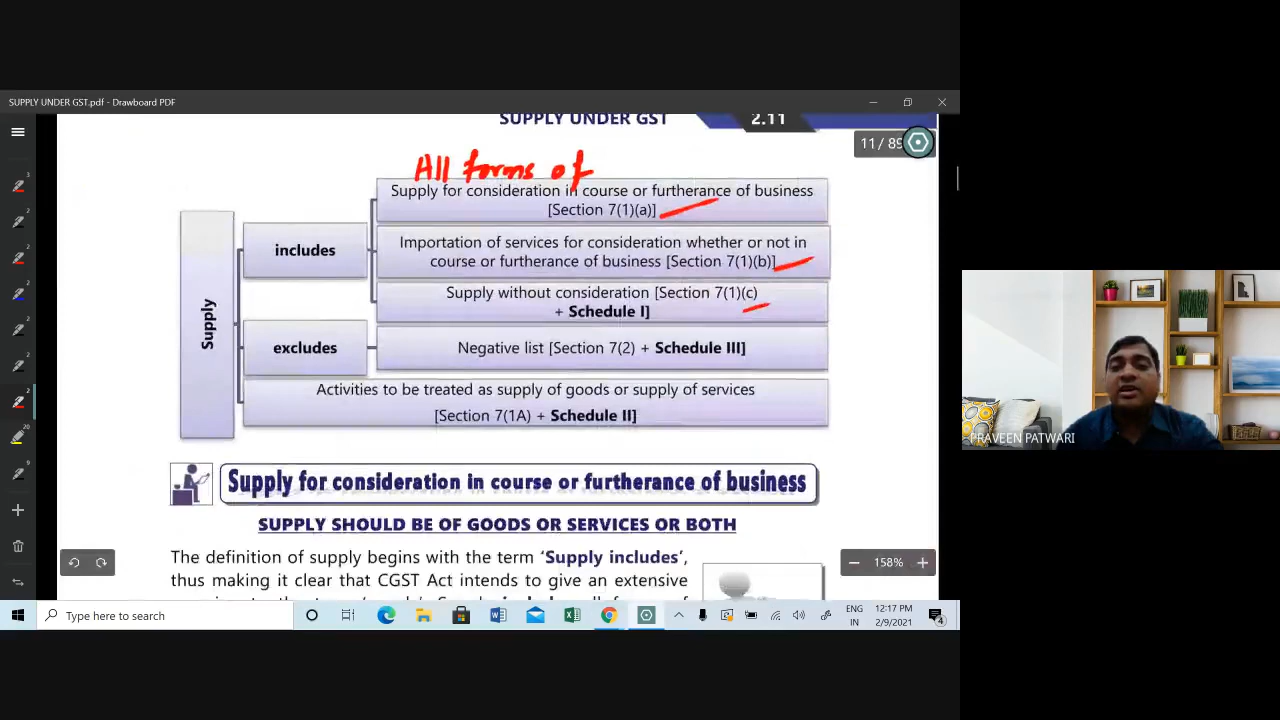 SUPPLY UNDER GST.pdf - Drawboard PDF
SUPPLY UNDER GST
2.11
11 / 89
All forms of
Supply for consideration in course or furtherance of business
[Section 7(1)(a)]
includes
Importation of services for consideration whether or not in
course or furtherance of business [Section 7(1)(b)]
Supply without consideration [Section 7(1)(c)
+ Schedule I]
Supply
excludes
Negative list [Section 7(2) + Schedule III]
Activities to be treated as supply of goods or supply of services
[Section 7(1A) + Schedule II]
PRAVEEN PATWARI
Supply for consideration in course or furtherance of business
SUPPLY SHOULD BE OF GOODS OR SERVICES OR BOTH
The definition of supply begins with the term ‘Supply includes’,
thus making it clear that CGST Act intends to give an extensive
158%
Type here to search
ENG
IN
12:17 PM
2/9/2021
4